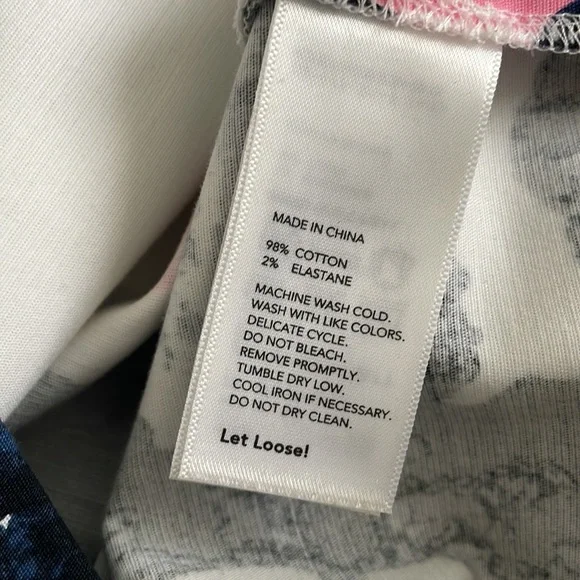 MADE IN CHINA
98% COTTON
2% ELASTANE
MACHINE WASH COLD.
WASH WITH LIKE COLORS.
DELICATE CYCLE.
DO NOT BLEACH.
REMOVE PROMPTLY.
TUMBLE DRY LOW.
COOL IRON IF NECESSARY.
DO NOT DRY CLEAN.
Let Loose!